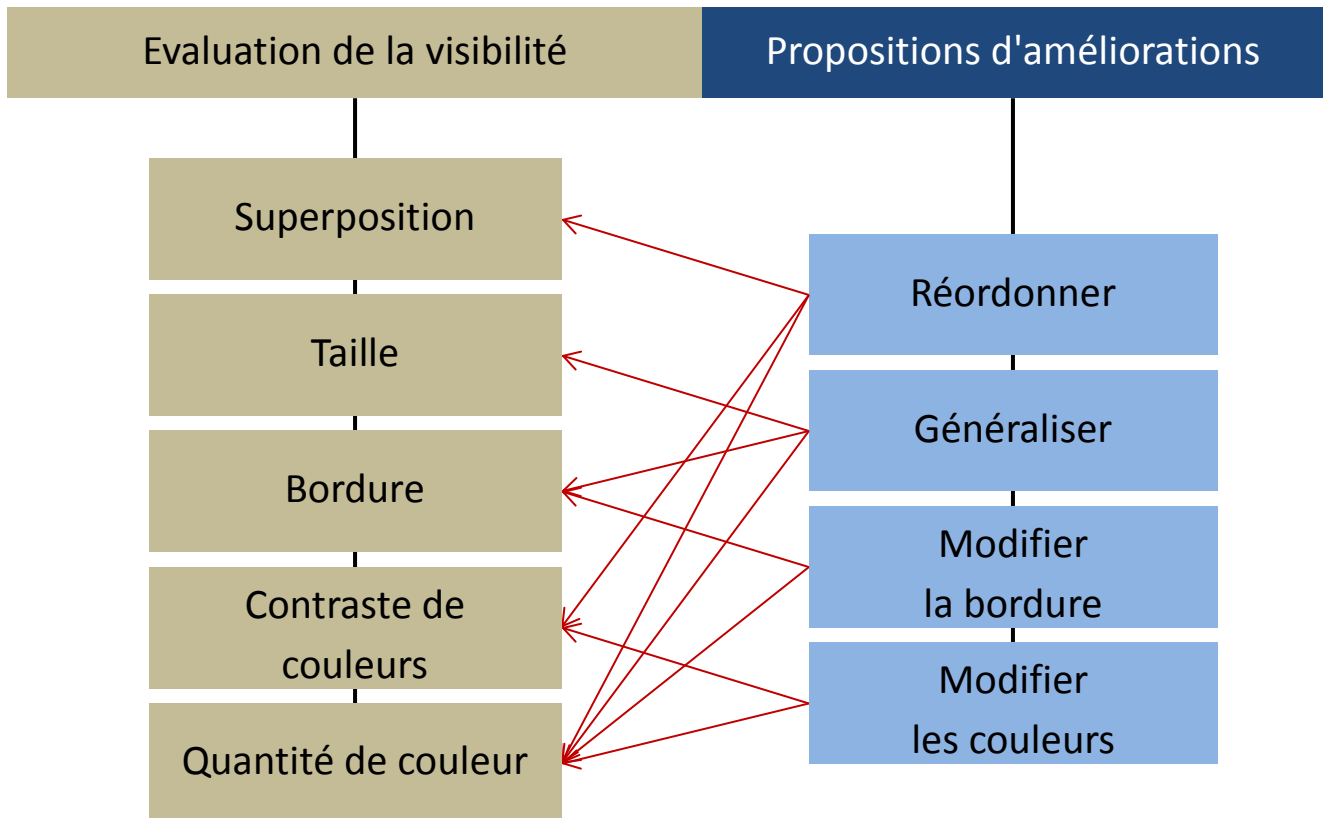 Evaluation de la visibilité
Propositions d'améliorations
Superposition
Taille
Bordure
Contraste de
couleurs
Quantité de couleur
Réordonner
Généraliser
Modifier
la bordure
Modifier
les couleurs